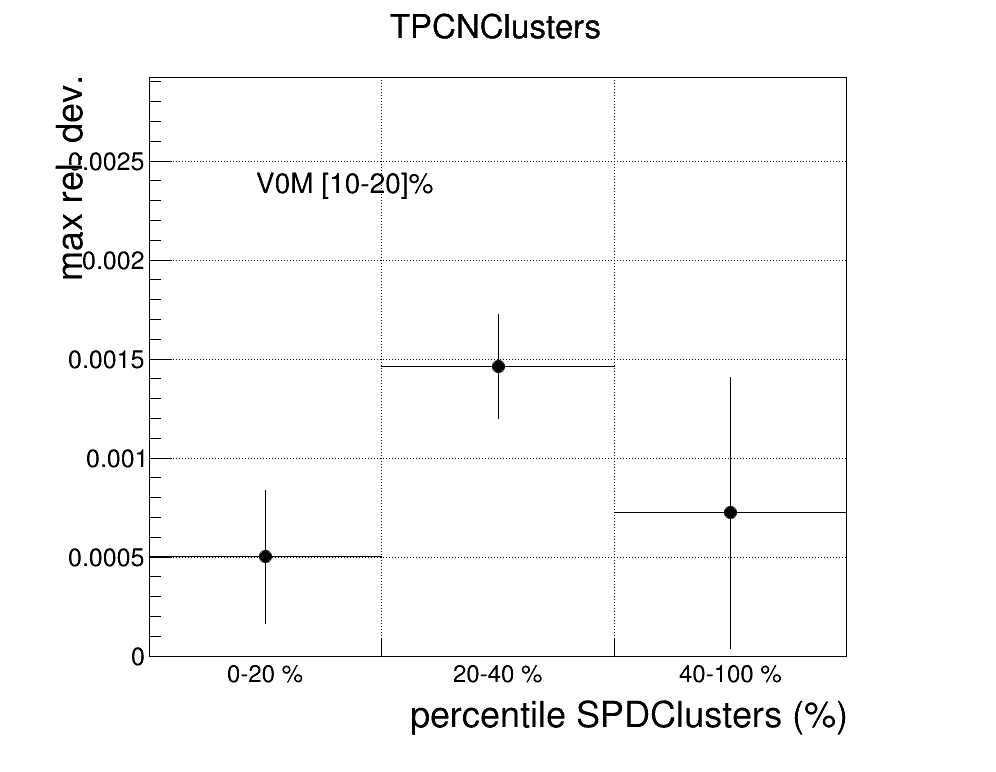 TPCNClusters
max rel. dev.
0.0025
V0M [10-20]%
0.002
0.0015
0.001
0.0005
0
0-20 % 20-40 % 40-100 %
percentile SPDClusters (%)